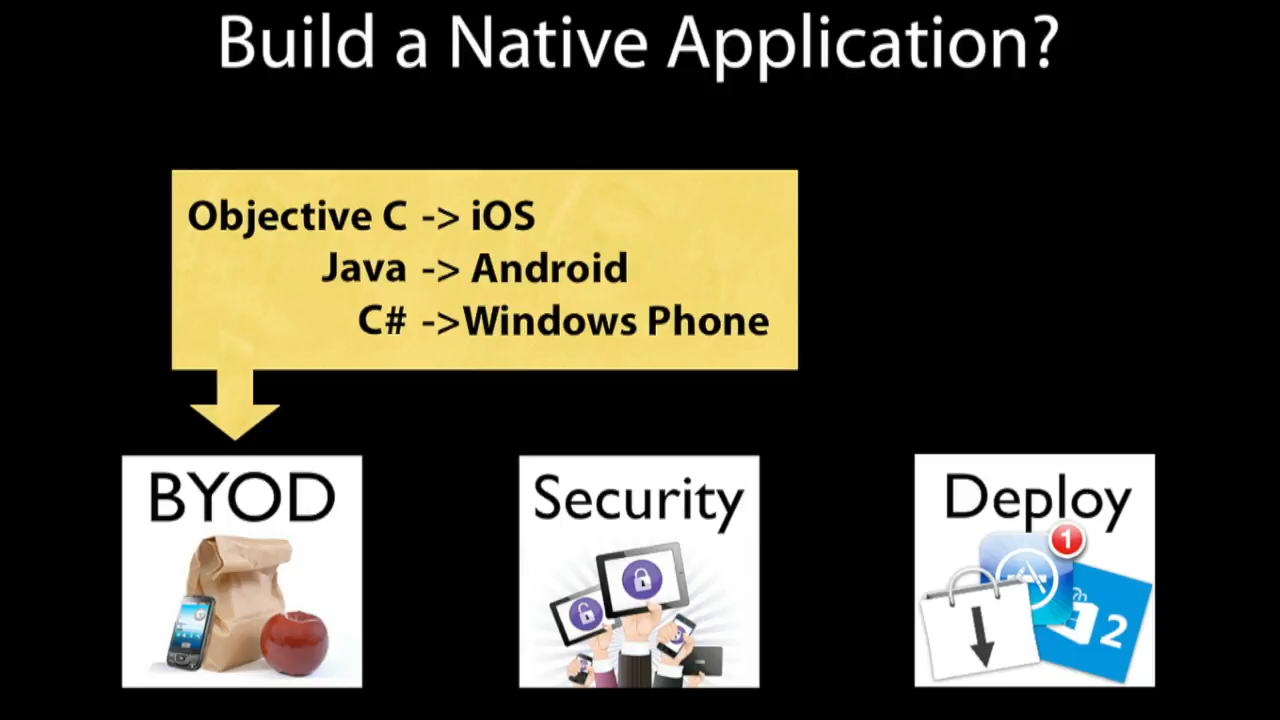 Build a Native Application?
Objective C -> iOS
Java -> Android
C# ->Windows Phone
BYOD
Security
Deploy
1
2